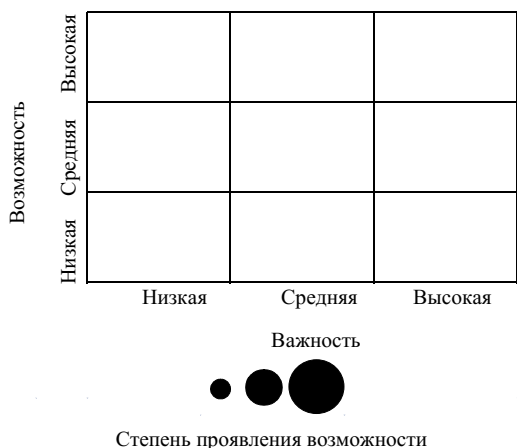 Возможность
Высокая
Средняя
Низкая
Низкая Средняя Высокая
Важность
Степень проявления возможности